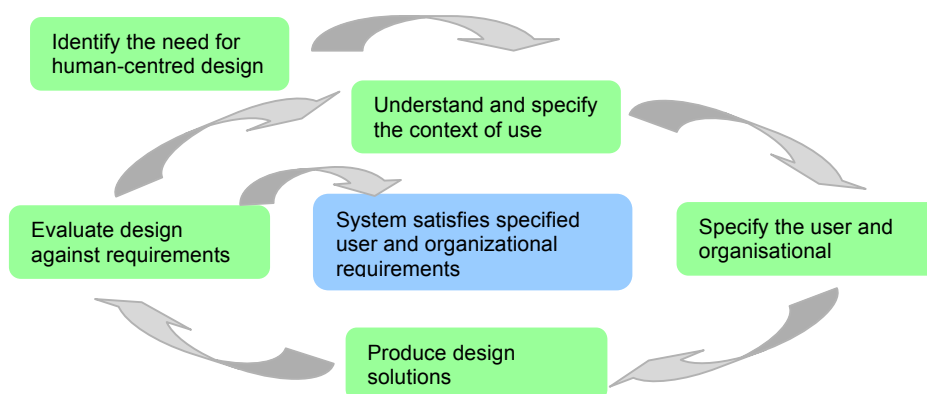 Identify the need for
human-centred design
Understand and specify
the context of use
Evaluate design
against requirements
System satisfies specified
user and organizational
requirements
Specify the user and
organisational
Produce design
solutions